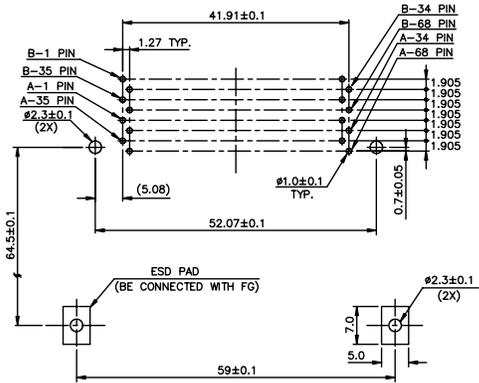 41.91±0.1
B-34 PIN
B-68 PIN
A-34 PIN
A-68 PIN
1.27 TYP.
B-1 PIN
B-35 PIN
A-1 PIN
A-35 PIN
ø2.3±0.1
(2X)
1.905
1.905
1.905
1.905
1.905
1.905
1.905
(5.08)
ø1.0±0.1
TYP.
0.7±0.05
52.07±0.1
64.5±0.1
ESD PAD
(BE CONNECTED WITH FG)
ø2.3±0.1
(2X)
7.0
5.0
59±0.1